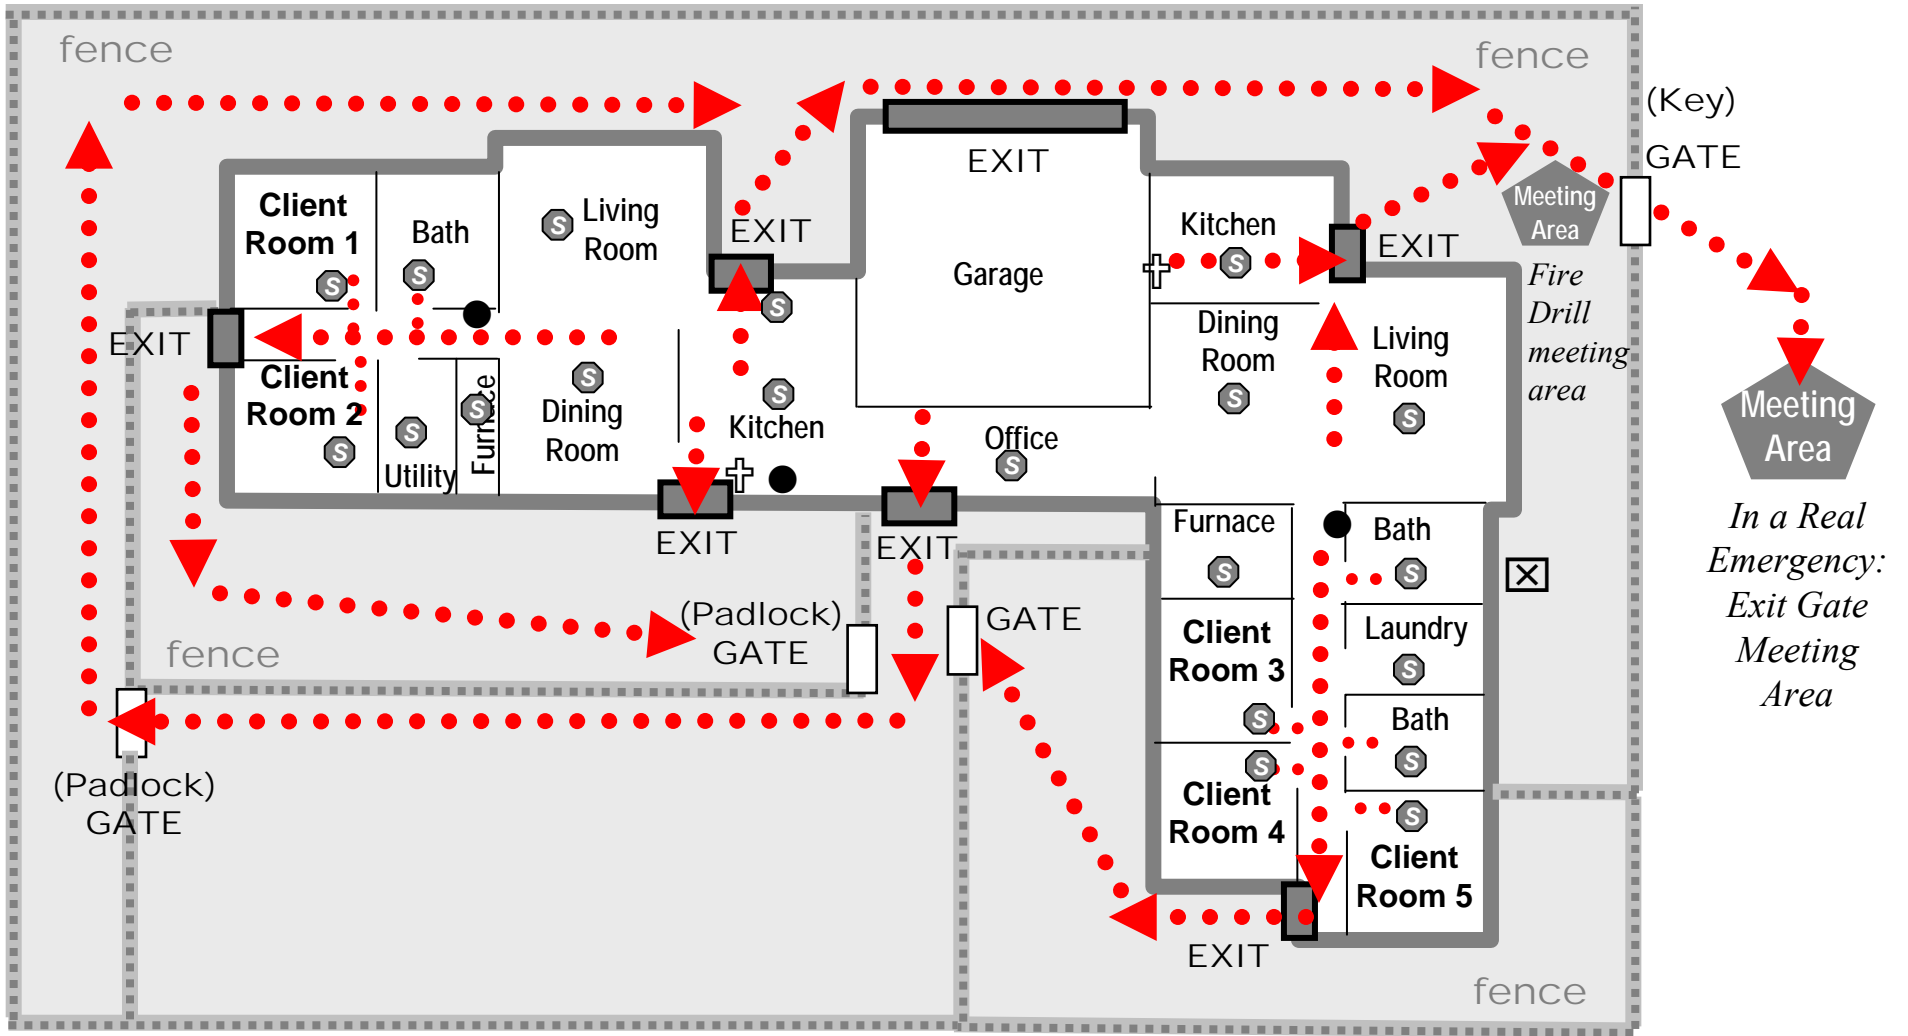 fence
fence
(Key)
GATE
EXIT
Client
Room 1
Bath
S
Living
Room
S
S
EXIT
Kitchen
S
EXIT
Meeting
Area
Garage
S
Fire
Drill
meeting
area
EXIT
Dining
Room
S
Living
Room
S
Client
Room 2
S
S
Utility
Furnace
S
S
Dining
Room
S
Kitchen
Office
S
Meeting
Area
In a Real
Emergency:
Exit Gate
Meeting
Area
EXIT
EXIT
Furnace
S
Bath
S
(Padlock)
GATE
GATE
fence
Client
Room 3
S
Laundry
S
Bath
S
(Padlock)
GATE
S
Client
Room 4
S
Client
Room 5
EXIT
fence